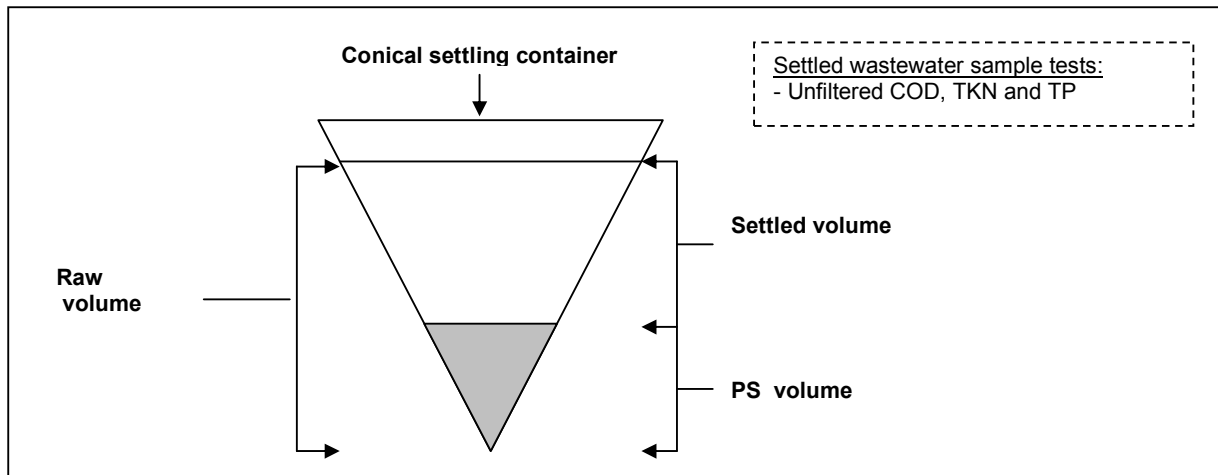 Conical settling container
Settled wastewater sample tests:
- Unfiltered COD, TKN and TP
Settled volume
Raw
volume
PS volume